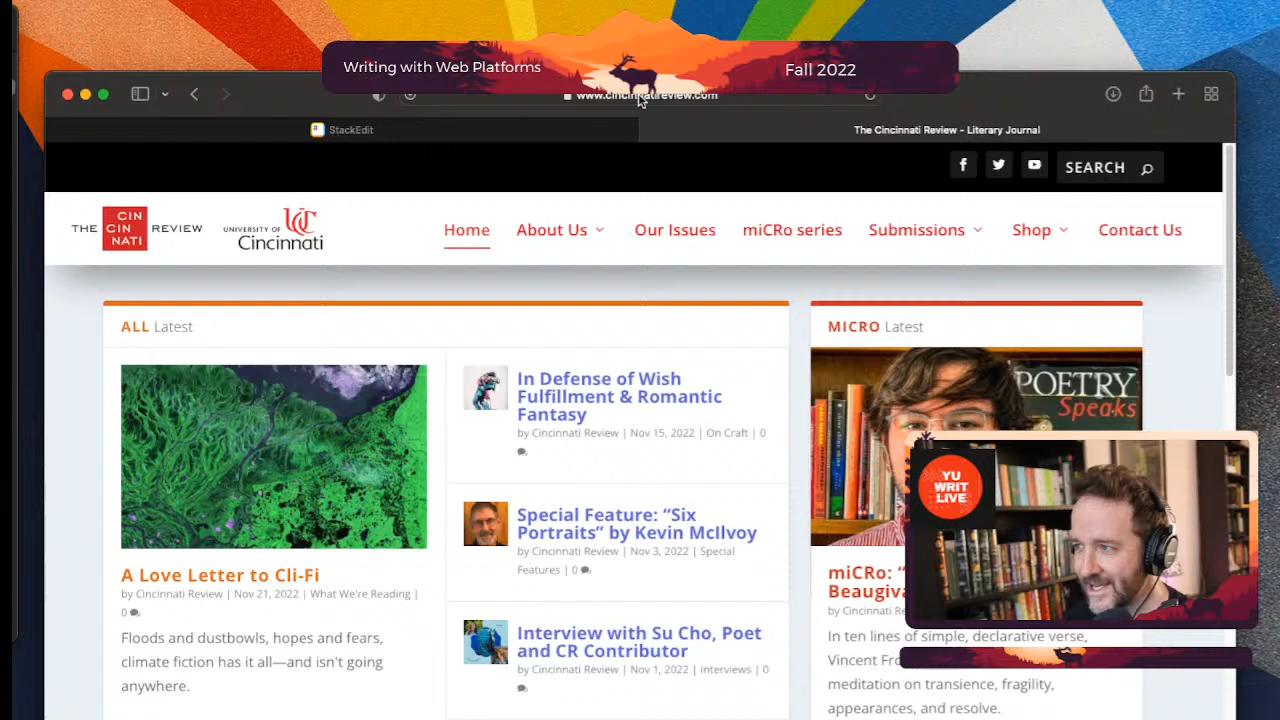 Writing with Web Platforms
Fall 2022
www.cincinnatireview.com
StackEdit
The Cincinnati Review - Literary Journal
SEARCH
THE CIN CIN NATI REVIEW
UNIVERSITY OF Cincinnati
Home
About Us
Our Issues
miCRo series
Submissions
Shop
Contact Us
ALL Latest
A Love Letter to Cli-Fi
by Cincinnati Review | Nov 21, 2022 | What We're Reading |
0
Floods and dustbowls, hopes and fears,
climate fiction has it all—and isn't going
anywhere.
In Defense of Wish
Fulfillment & Romantic
Fantasy
by Cincinnati Review | Nov 15, 2022 | On Craft | 0
Special Feature: “Six
Portraits” by Kevin McIlvoy
by Cincinnati Review | Nov 3, 2022 | Special
Features | 0
Interview with Su Cho, Poet
and CR Contributor
by Cincinnati Review | Nov 1, 2022 | Interviews | 0
MICRO Latest
POETRY
Speaks
YU
WRIT
LIVE
miCRo: “
by Cincinnati
In ten lines of simple, declarative verse,
Vincent
meditation on transience, fragility,
appearances, and resolve.